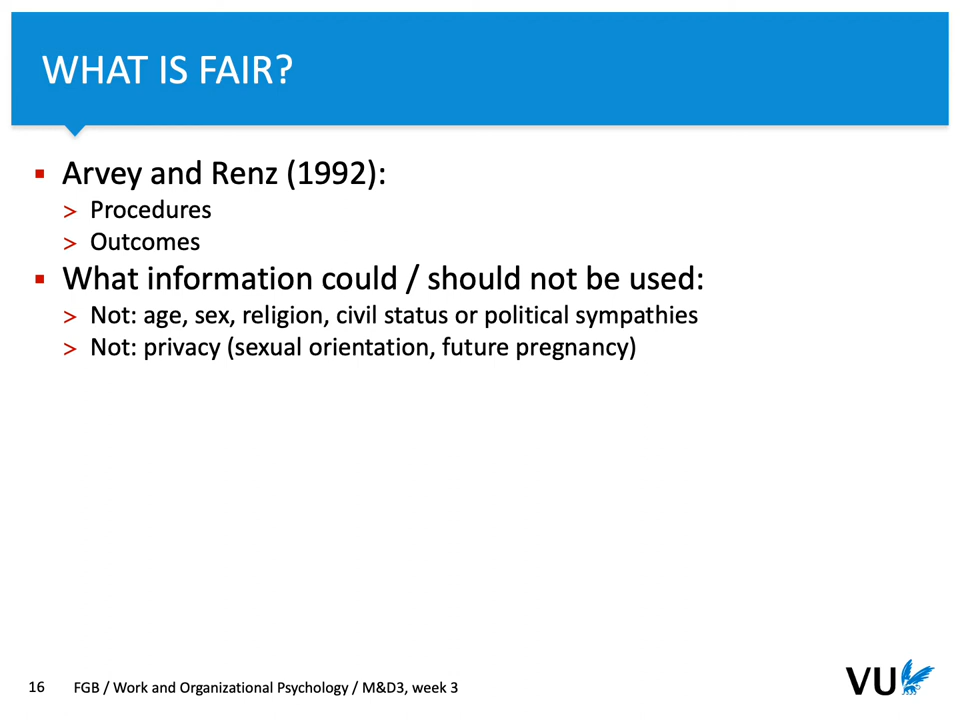 WHAT IS FAIR?
▪ Arvey and Renz (1992):
> Procedures
> Outcomes
▪ What information could / should not be used:
> Not: age, sex, religion, civil status or political sympathies
> Not: privacy (sexual orientation, future pregnancy)
16 FGB / Work and Organizational Psychology / M&D3, week 3
VU